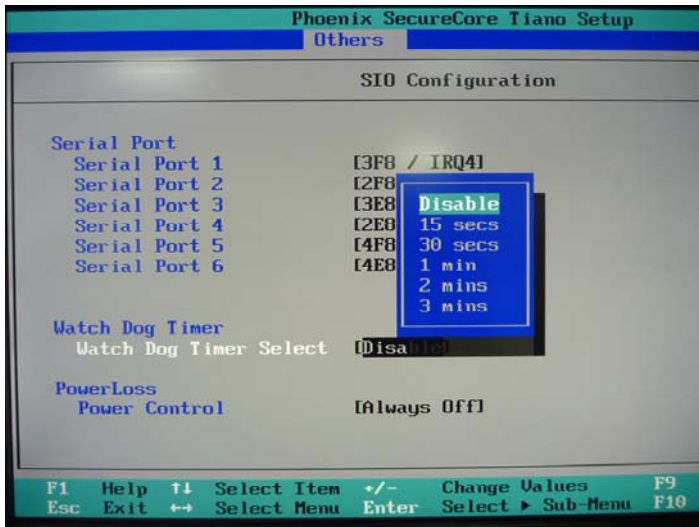 Phoenix SecureCore Tiano Setup
Others
SIO Configuration
Serial Port
Serial Port 1 [3F8 / IRQ4]
Serial Port 2 [2F8
Serial Port 3 [3E8
Serial Port 4 [2E8
Serial Port 5 [4F8
Serial Port 6 [4E8
Disable
15 secs
30 secs
1 min
2 mins
3 mins
Watch Dog Timer
Watch Dog Timer Select [Disable]
PowerLoss
Power Control [Always Off]
F1 Help ↑↓ Select Item +/- Change Values F9
Esc Exit ↔ Select Menu Enter Select ▶ Sub-Menu F10